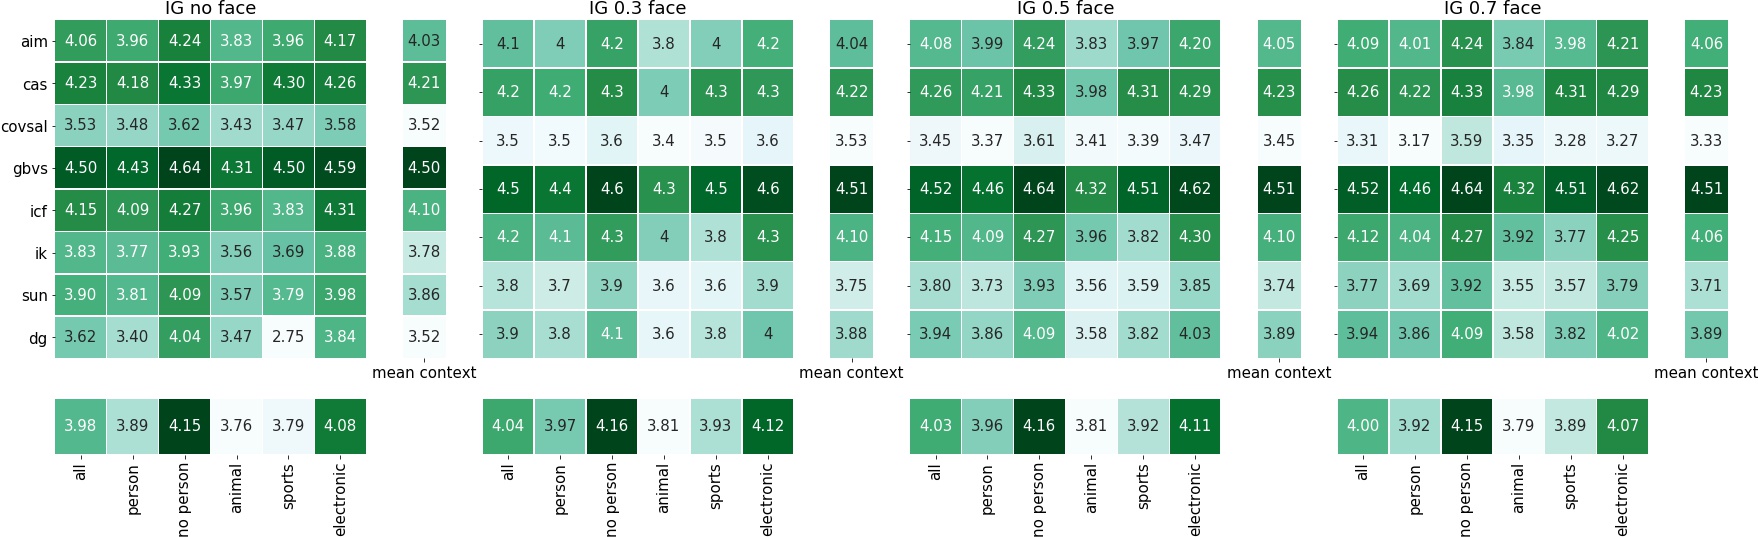 IG no face IG 0.3 face IG 0.5 face IG 0.7 face
aim 4.06 3.96 4.24 3.83 3.96 4.17 4.03 4.1 4 4.2 3.8 4 4.2 4.04 4.08 3.99 4.24 3.83 3.97 4.20 4.05 4.09 4.01 4.24 3.84 3.98 4.21 4.06
cas 4.23 4.18 4.33 3.97 4.30 4.26 4.21 4.2 4.2 4.3 4 4.3 4.3 4.22 4.26 4.21 4.33 3.98 4.31 4.29 4.23 4.26 4.22 4.33 3.98 4.31 4.29 4.23
covsal 3.53 3.48 3.62 3.43 3.47 3.58 3.52 3.5 3.5 3.6 3.4 3.5 3.6 3.53 3.45 3.37 3.61 3.41 3.39 3.47 3.45 3.31 3.17 3.59 3.35 3.28 3.27 3.33
gbvs 4.50 4.43 4.64 4.31 4.50 4.59 4.50 4.5 4.4 4.6 4.3 4.5 4.6 4.51 4.52 4.46 4.64 4.32 4.51 4.62 4.51 4.52 4.46 4.64 4.32 4.51 4.62 4.51
icf 4.15 4.09 4.27 3.96 3.83 4.31 4.10 4.2 4.1 4.3 4 3.8 4.3 4.10 4.15 4.09 4.27 3.96 3.82 4.30 4.10 4.12 4.04 4.27 3.92 3.77 4.25 4.06
ik 3.83 3.77 3.93 3.56 3.69 3.88 3.78 3.8 3.7 3.9 3.6 3.6 3.9 3.75 3.80 3.73 3.93 3.56 3.59 3.85 3.74 3.77 3.69 3.92 3.55 3.57 3.79 3.71
sun 3.90 3.81 4.09 3.57 3.79 3.98 3.86 3.9 3.8 4.1 3.6 3.8 4 3.88 3.94 3.86 4.09 3.58 3.82 4.03 3.89 3.94 3.86 4.09 3.58 3.82 4.02 3.89
dg 3.62 3.40 4.04 3.47 2.75 3.84 3.52
mean context mean context mean context mean context
3.98 3.89 4.15 3.76 3.79 4.08 4.04 3.97 4.16 3.81 3.93 4.12 4.03 3.96 4.16 3.81 3.92 4.11 4.00 3.92 4.15 3.79 3.89 4.07
all person no person animal sports electronic all person no person animal sports electronic all person no person animal sports electronic all person no person animal sports electronic